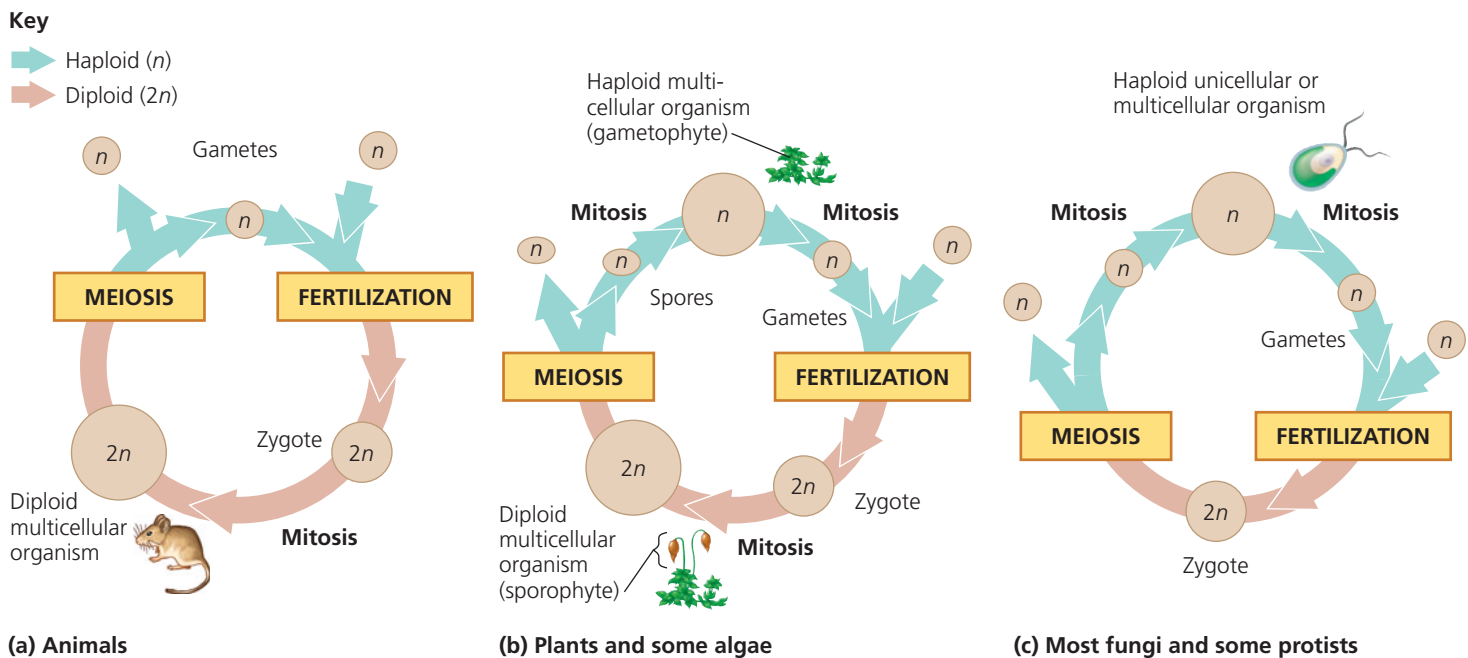 Key
Haploid (n)
Diploid (2n)
n
Gametes
n
n
MEIOSIS
FERTILIZATION
Zygote
2n
2n
Diploid
multicellular
organism
Mitosis
(a) Animals
Haploid multi-
cellular organism
(gametophyte)
Mitosis
n
Mitosis
n
n
n
n
Spores
Gametes
MEIOSIS
FERTILIZATION
2n
2n
Zygote
Diploid
multicellular
organism
(sporophyte)
Mitosis
(b) Plants and some algae
Haploid unicellular or
multicellular organism
Mitosis
n
Mitosis
n
n
n
Gametes
n
MEIOSIS
FERTILIZATION
2n
Zygote
(c) Most fungi and some protists